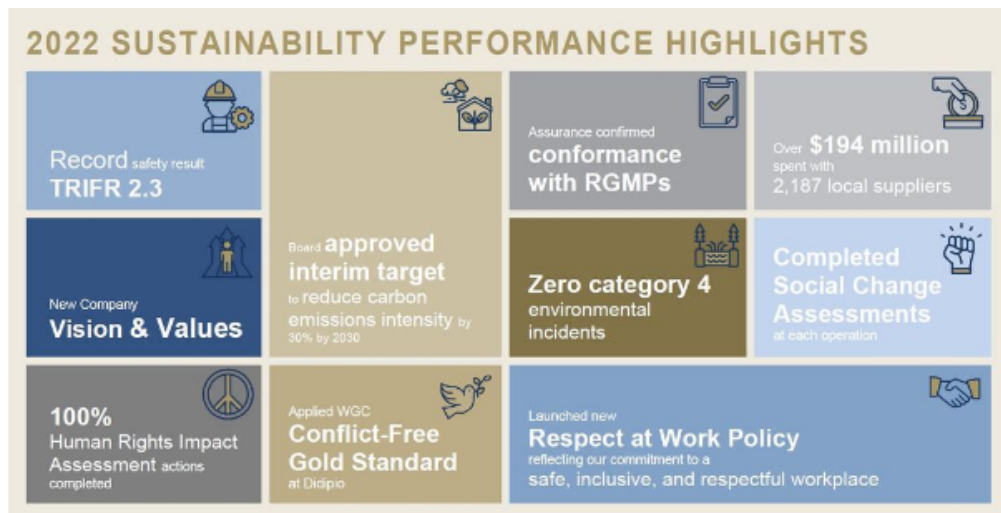 2022 SUSTAINABILITY PERFORMANCE HIGHLIGHTS
Record safety result
TRIFR 2.3
Board approved
interim target
to reduce carbon
emissions intensity by
30% by 2030
Assurance confirmed
conformance
with RGMPs
Over $194 million
spent with
2,187 local suppliers
New Company
Vision & Values
Zero category 4
environmental
incidents
Completed
Social Change
Assessments
at each operation
100%
Human Rights Impact
Assessment actions
completed
Applied WGC
Conflict-Free
Gold Standard
at Didipio
Launched new
Respect at Work Policy
reflecting our commitment to a
safe, inclusive, and respectful workplace